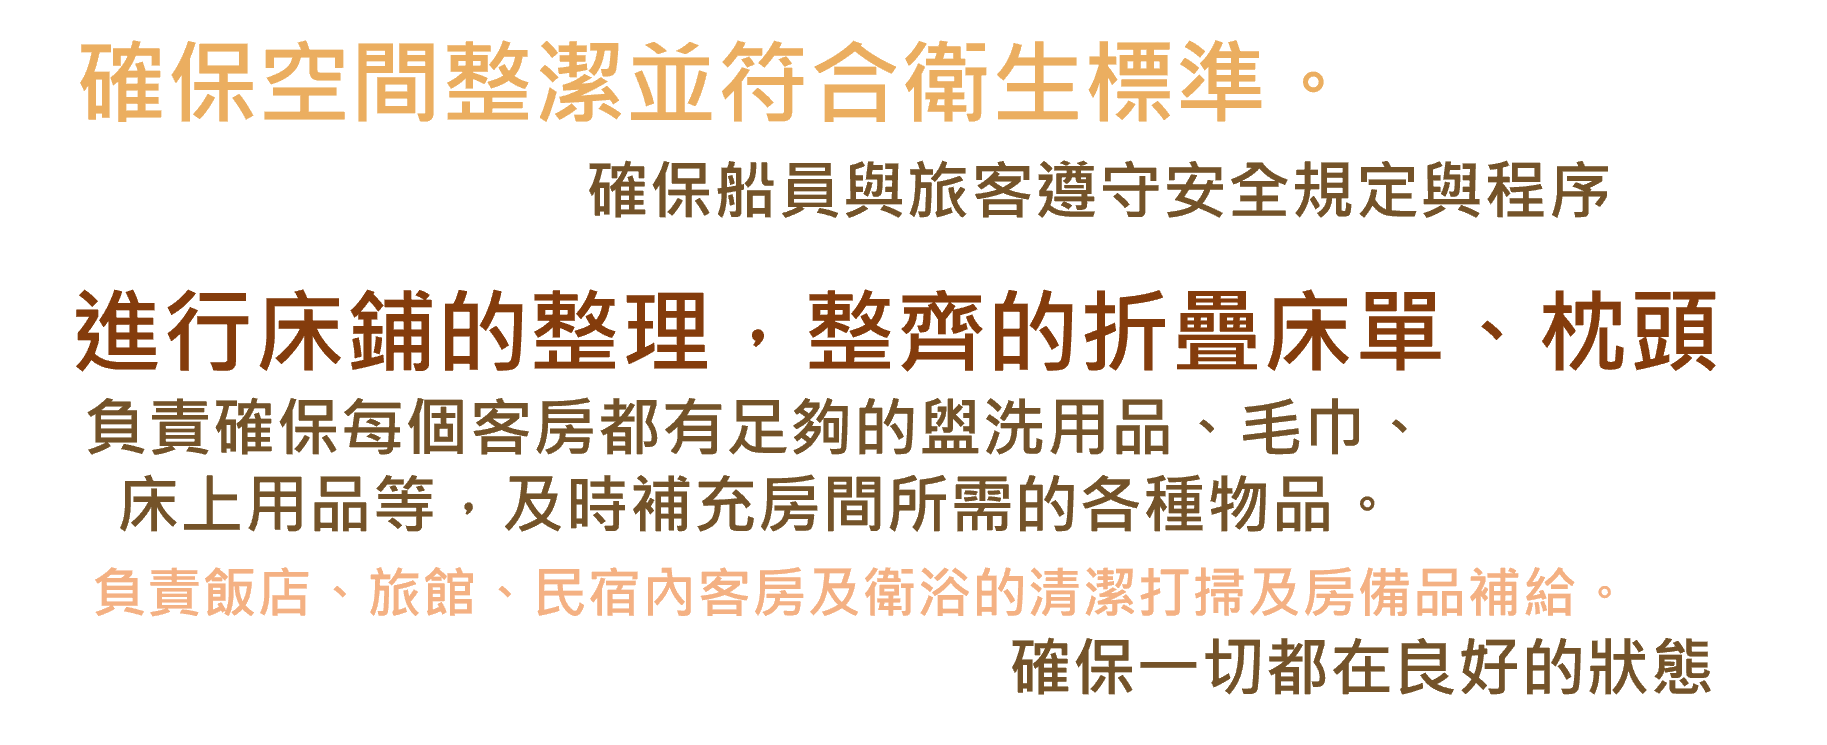 確保空間整潔並符合衛生標準。
確保船員與旅客遵守安全規定與程序
進行床鋪的整理，整齊的折疊床單、枕頭
負責確保每個客房都有足夠的盥洗用品、毛巾、
床上用品等，及時補充房間所需的各種物品。
負責飯店、旅館、民宿內客房及衛浴的清潔打掃及房備品補給。
確保一切都在良好的狀態